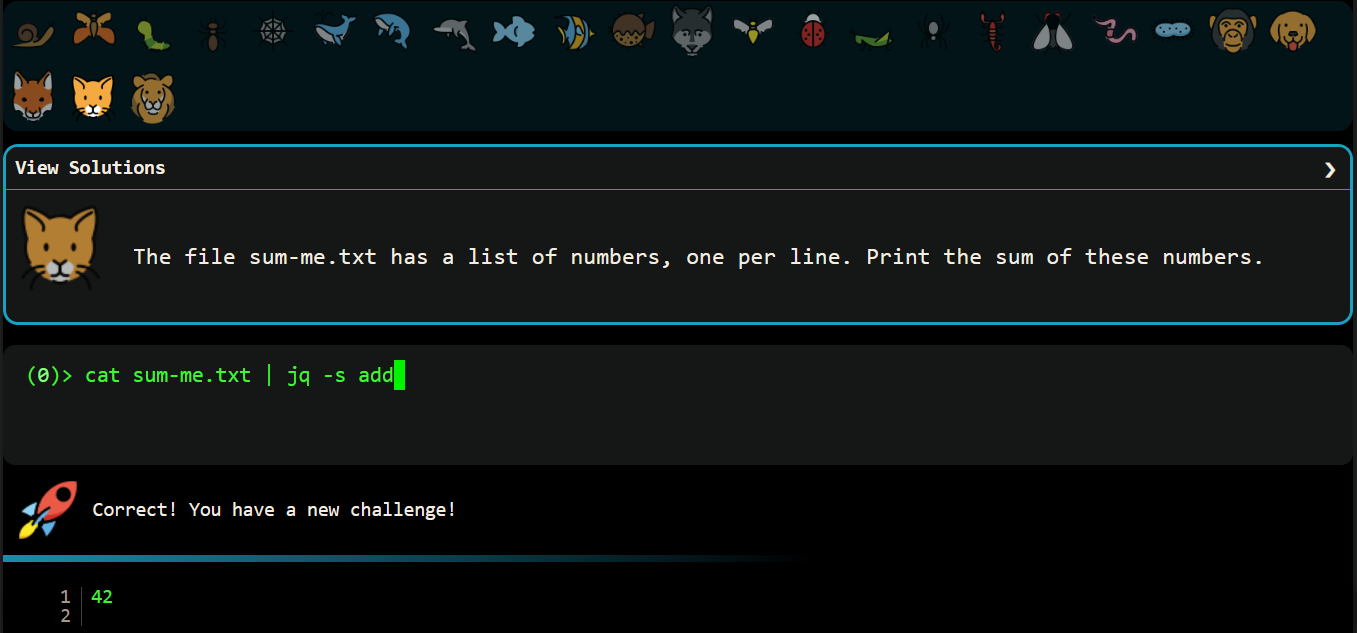 View Solutions ❯
The file sum-me.txt has a list of numbers, one per line. Print the sum of these numbers.
(0)> cat sum-me.txt | jq -s add
Correct! You have a new challenge!
1 42
2